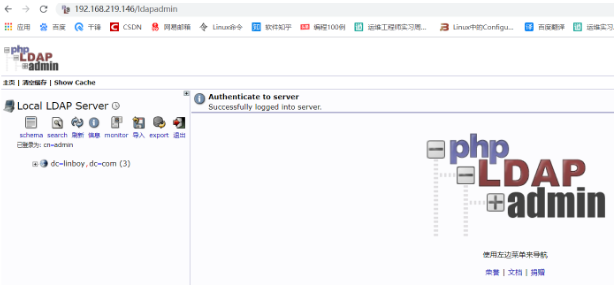 192.168.219.146/ldapadmin
应用 百度 千锋 CSDN 网易邮箱 Linux命令 软件知乎 编程100例 运维工程师实习周... Linux中的Configu... 百度翻译 运维实习
php
LDAP
admin
主页 | 清空缓存 | Show Cache
Local LDAP Server
schema search 刷新 信息 monitor 导入 export 退出
已登录为: cn=admin
dc=linboy, dc=com (3)
Authenticate to server
Successfully logged into server.
php
LDAP
admin
使用左边菜单来导航
荣誉 | 文档 | 捐赠